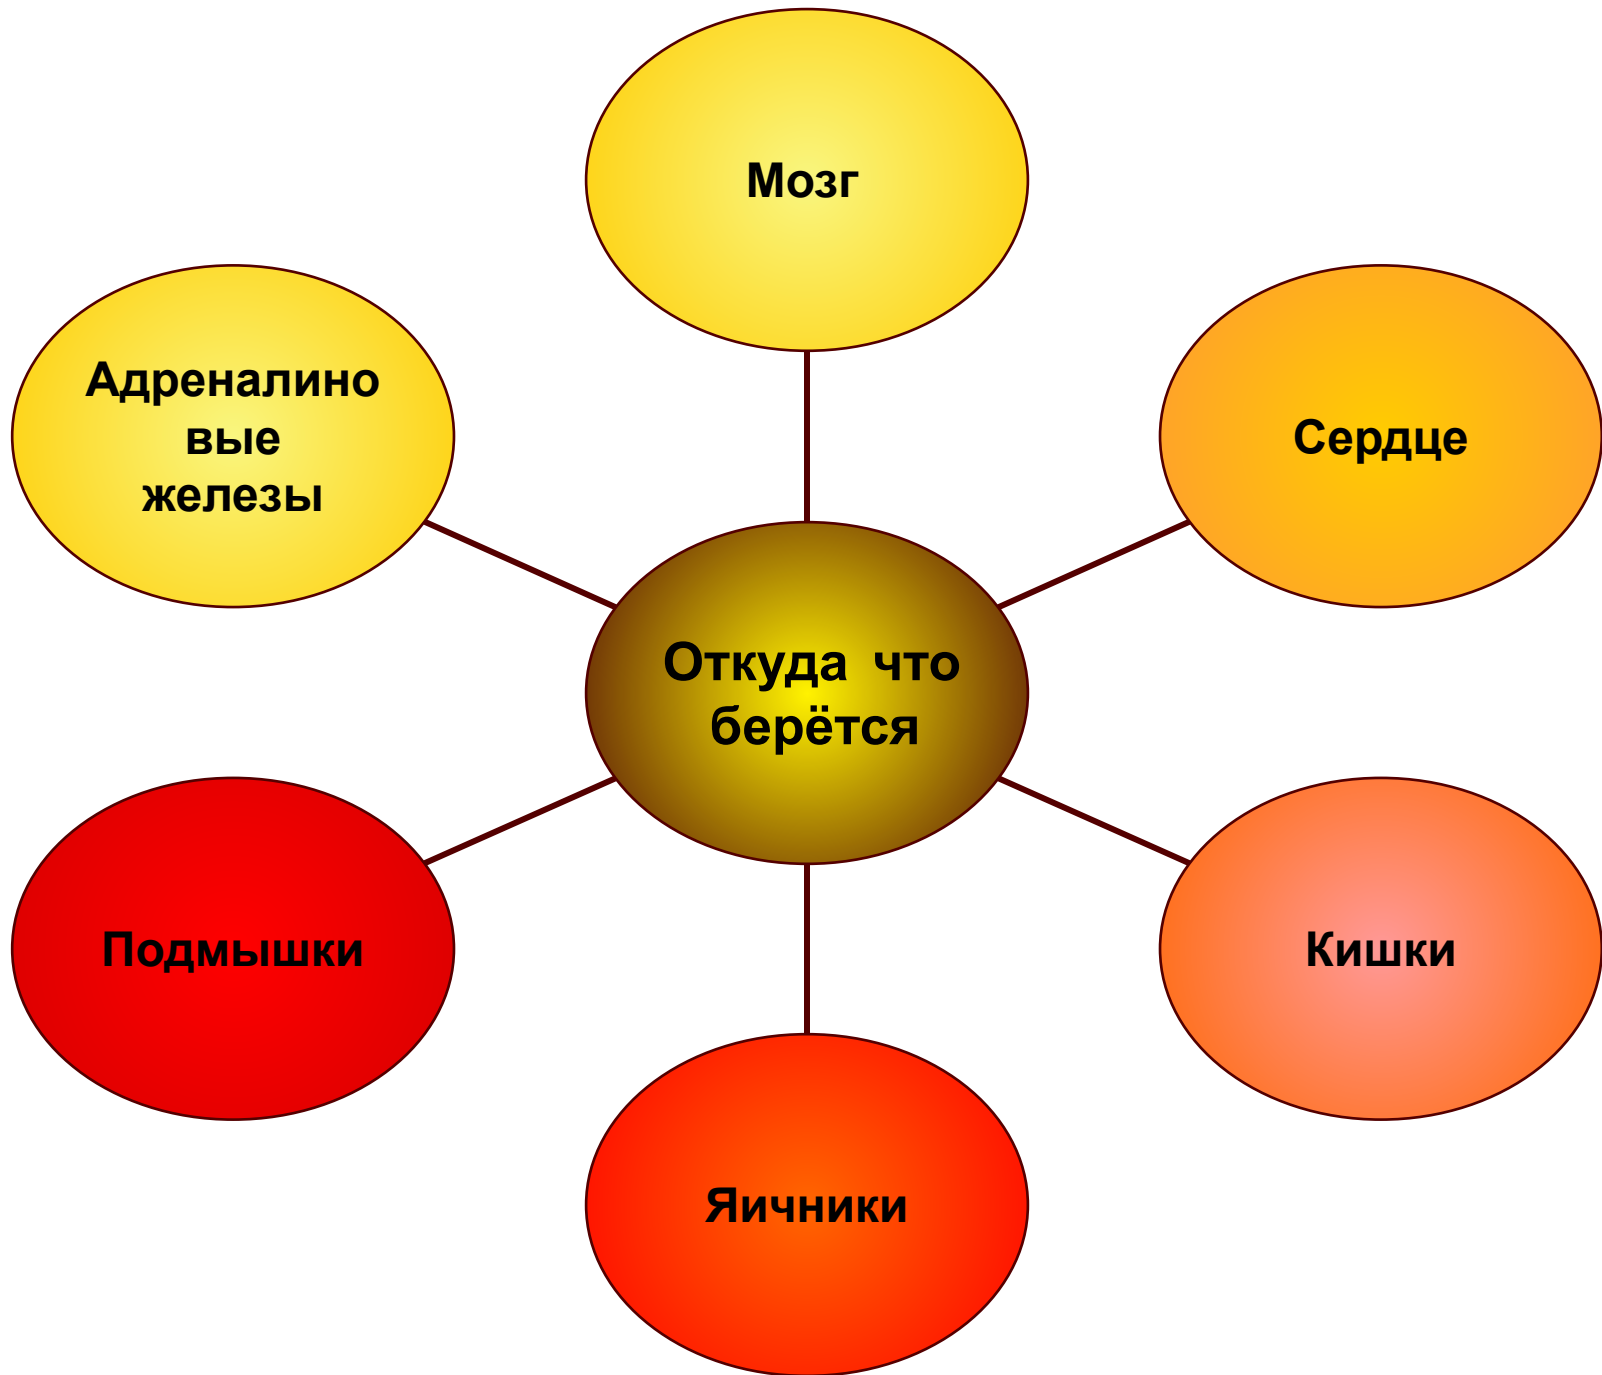 Мозг
Адреналино
вые
железы
Сердце
Откуда что
берётся
Подмышки
Кишки
Яичники